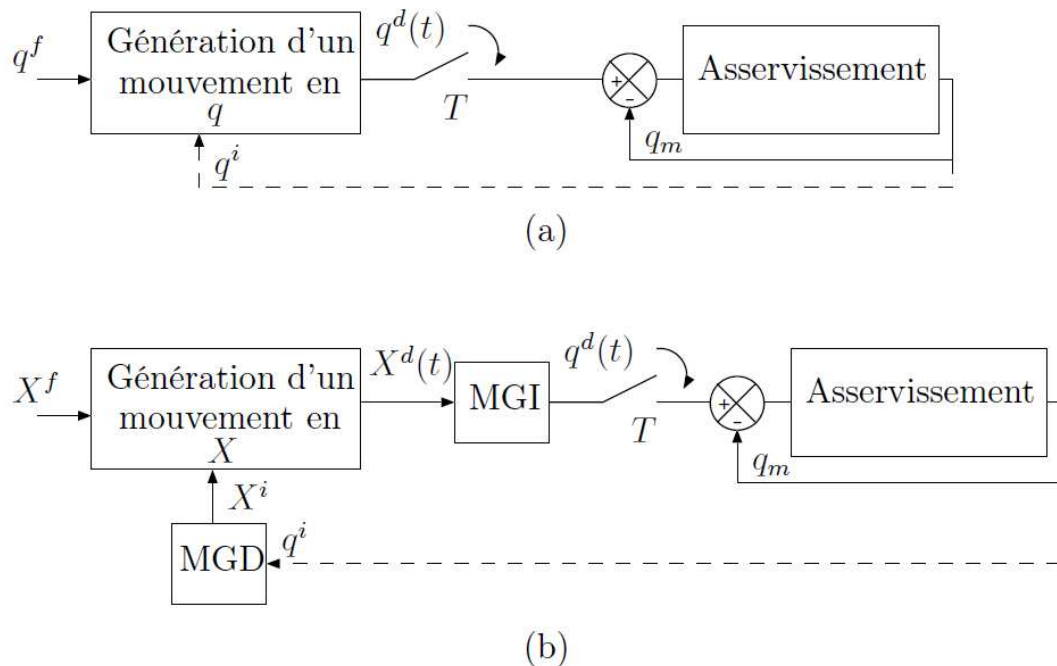 q^f
Génération d'un
mouvement en
q
q^d(t)
T
+
-
Asservissement
q_m
q^i
(a)
X^f
Génération d'un
mouvement en
X
X^d(t)
MGI
q^d(t)
T
+
-
Asservissement
q_m
X^i
MGD
q^i
(b)